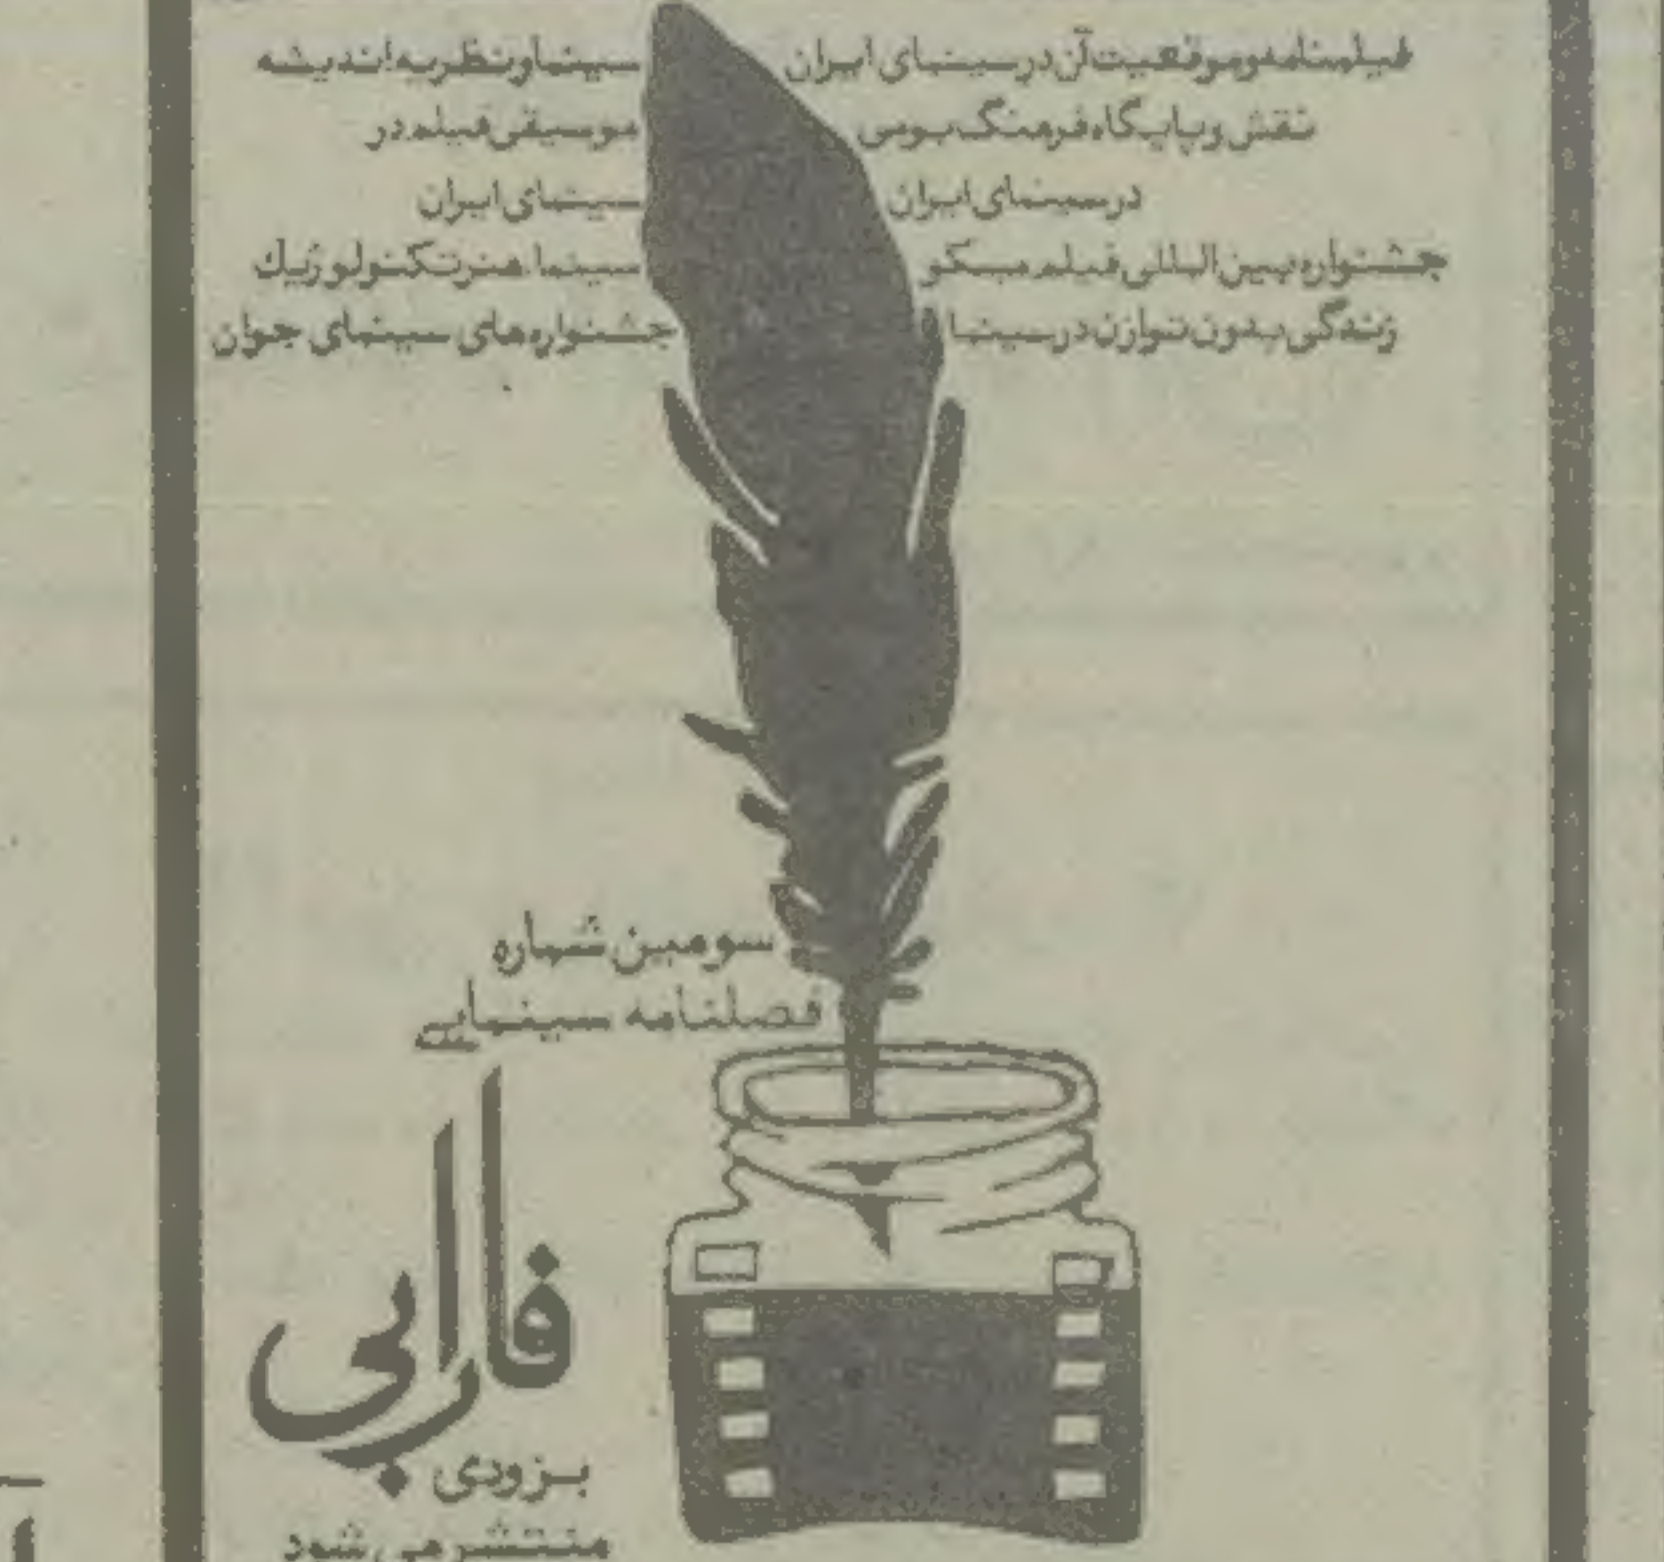 فیلمنامه و موقعیت آن در سینمای ایران
نقش و پایگاه فرهنگ بومی
در سینمای ایران
جشنواره بین المللی فیلم مسکو
زندگی بدون توازن در سینما
سینما و نظریه اندیشه
موسیقی فیلم در
سینمای ایران
سینما هنر تکنولوژیک
جشنواره های سینمای جوان
سومین شماره
فصلنامه سینمایی
فارابی
بزودی
منتشر می شود